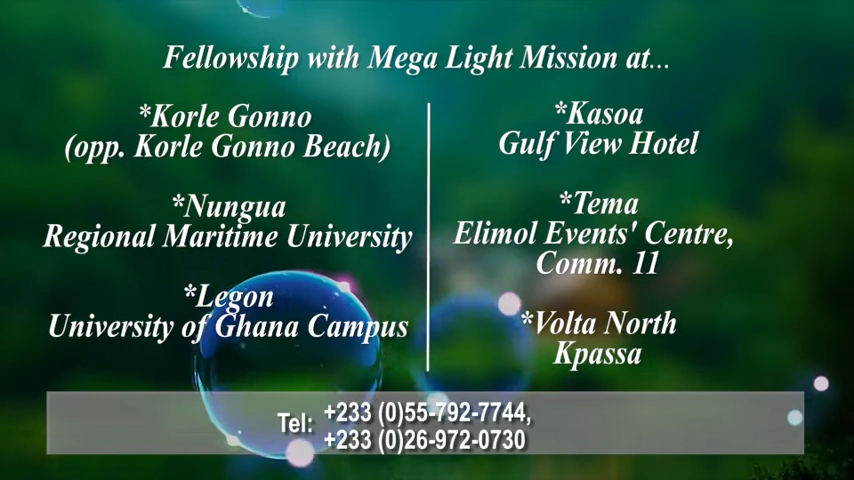 Fellowship with Mega Light Mission at...
*Korle Gonno
(opp. Korle Gonno Beach)
*Nungua
Regional Maritime University
*Legon
University of Ghana Campus
*Kasoa
Gulf View Hotel
*Tema
Elimol Events' Centre,
Comm. 11
*Volta North
Kpassa
Tel: +233 (0)55-792-7744,
+233 (0)26-972-0730